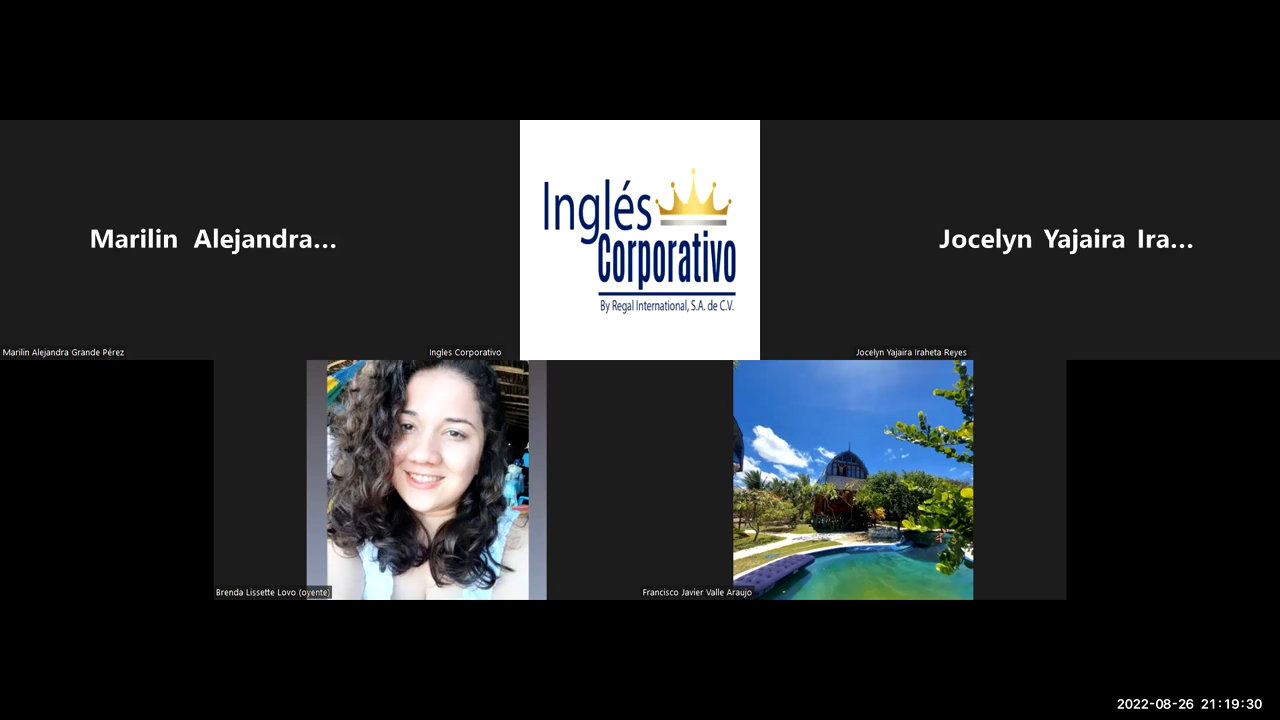 Marilin Alejandra...
Inglés
Corporativo
By Regal International, S.A. de C.V.
Jocelyn Yajaira Ira...
Marilin Alejandra Grande Pérez
Ingles Corporativo
Jocelyn Yajaira Iraheta Reyes
Brenda Lissette Lovo (oyente)
Francisco Javier Valle Araujo
2022-08-26 21:19:30